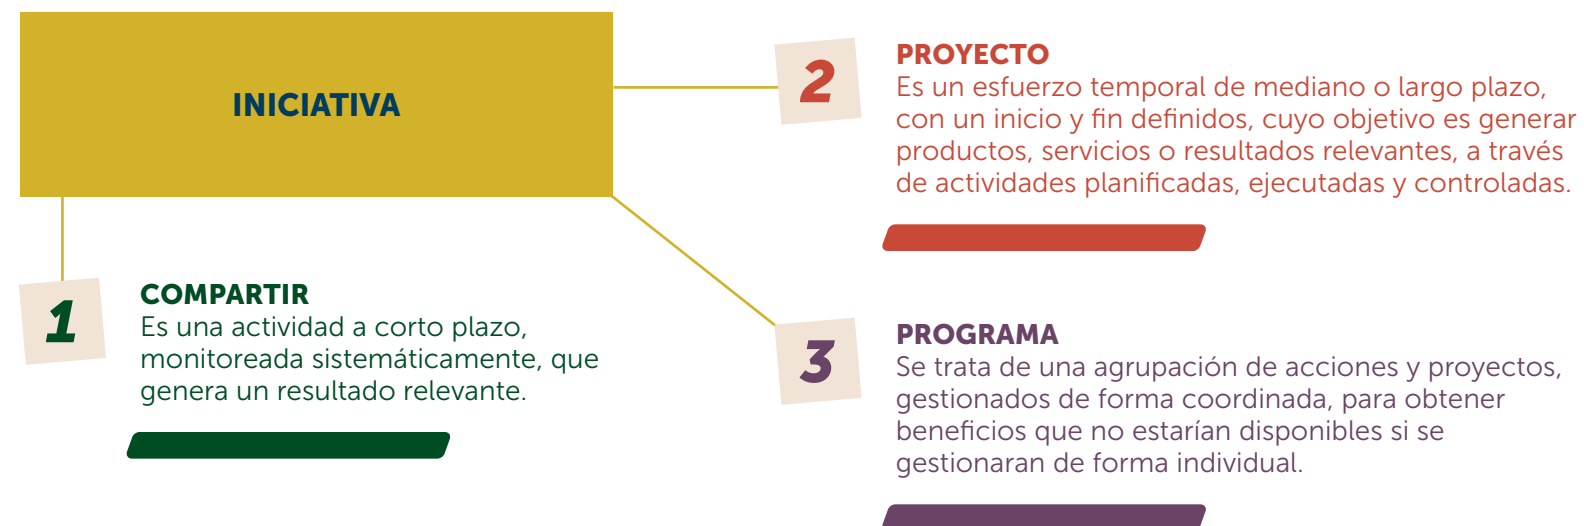 INICIATIVA
1
COMPARTIR
Es una actividad a corto plazo,
monitoreada sistemáticamente, que
genera un resultado relevante.
2
PROYECTO
Es un esfuerzo temporal de mediano o largo plazo,
con un inicio y fin definidos, cuyo objetivo es generar
productos, servicios o resultados relevantes, a través
de actividades planificadas, ejecutadas y controladas.
3
PROGRAMA
Se trata de una agrupación de acciones y proyectos,
gestionados de forma coordinada, para obtener
beneficios que no estarían disponibles si se
gestionaran de forma individual.